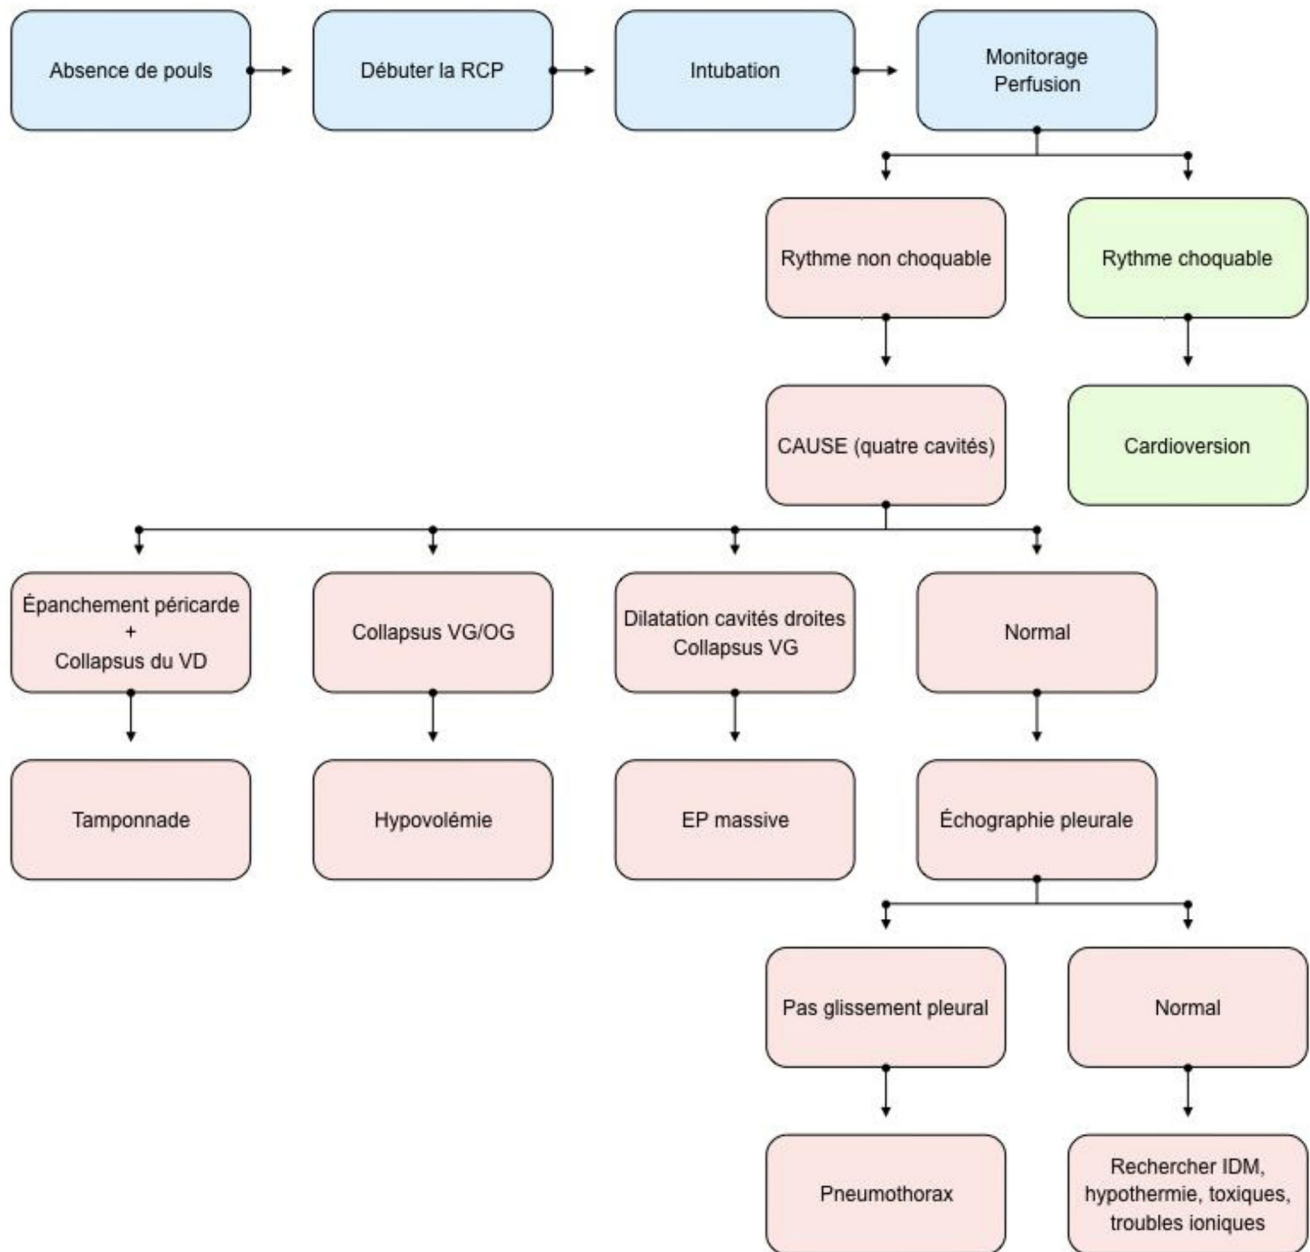 Absence de pouls
Débuter la RCP
Intubation
Monitorage
Perfusion
Rythme non choquable
Rythme choquable
CAUSE (quatre cavités)
Cardioversion
Épanchement péricarde
+
Collapsus du VD
Collapsus VG/OG
Dilatation cavités droites
Collapsus VG
Normal
Tamponnade
Hypovolémie
EP massive
Échographie pleurale
Pas glissement pleural
Normal
Pneumothorax
Rechercher IDM,
hypothermie, toxiques,
troubles ioniques